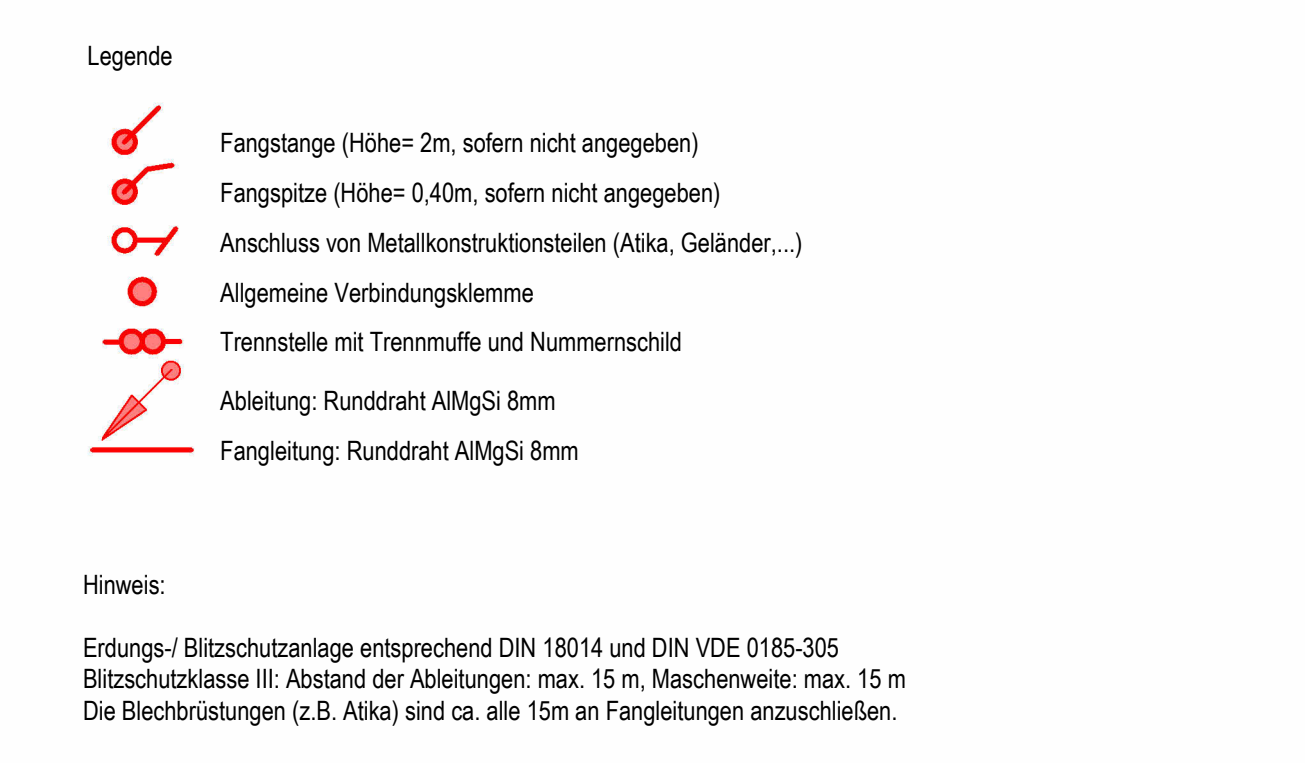 Legende
Fangstange (Höhe= 2m, sofern nicht angegeben)
Fangspitze (Höhe= 0,40m, sofern nicht angegeben)
Anschluss von Metallkonstruktionsteilen (Atika, Geländer,...)
Allgemeine Verbindungsklemme
Trennstelle mit Trennmuffe und Nummernschild
Ableitung: Runddraht AlMgSi 8mm
Fangleitung: Runddraht AlMgSi 8mm
Hinweis:
Erdungs-/ Blitzschutzanlage entsprechend DIN 18014 und DIN VDE 0185-305
Blitzschutzklasse III: Abstand der Ableitungen: max. 15 m, Maschenweite: max. 15 m
Die Blechbrüstungen (z.B. Atika) sind ca. alle 15m an Fangleitungen anzuschließen.